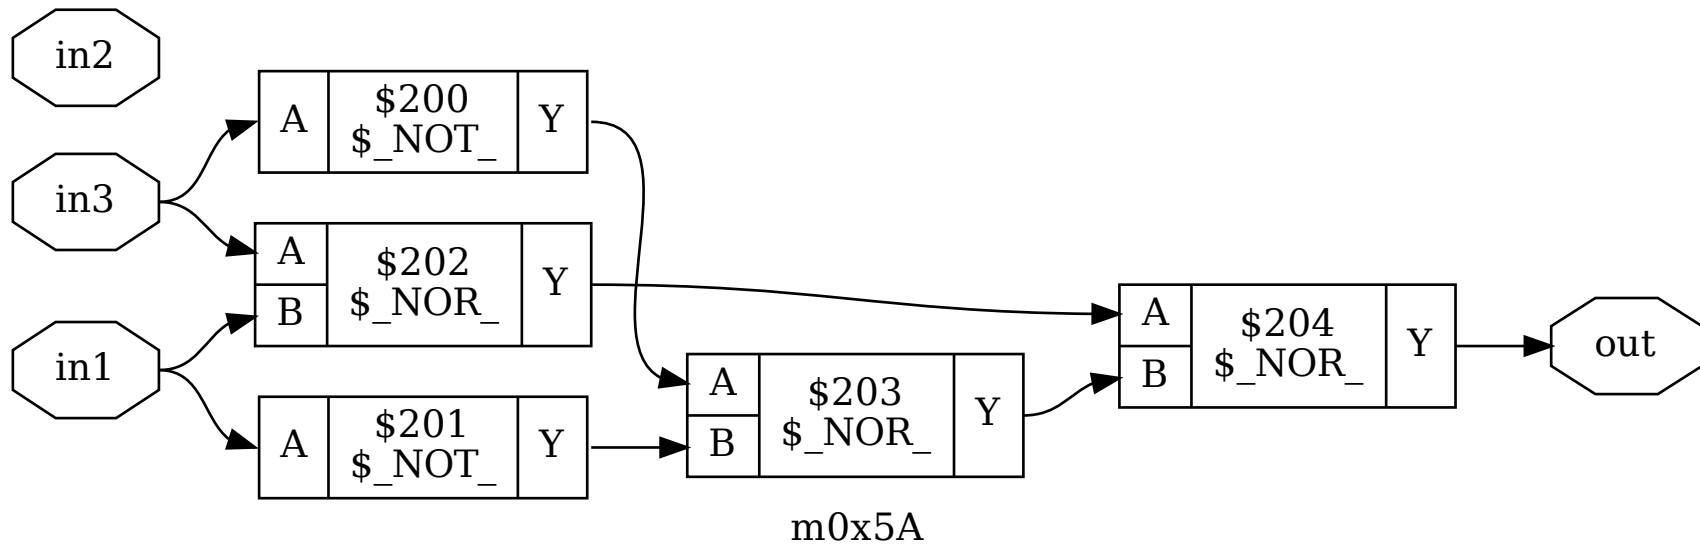 in2
in3
in1
A
$200
$_NOT_
Y
A
B
$202
$_NOR_
Y
A
$201
$_NOT_
Y
A
B
$203
$_NOR_
Y
A
B
$204
$_NOR_
Y
out
m0x5A